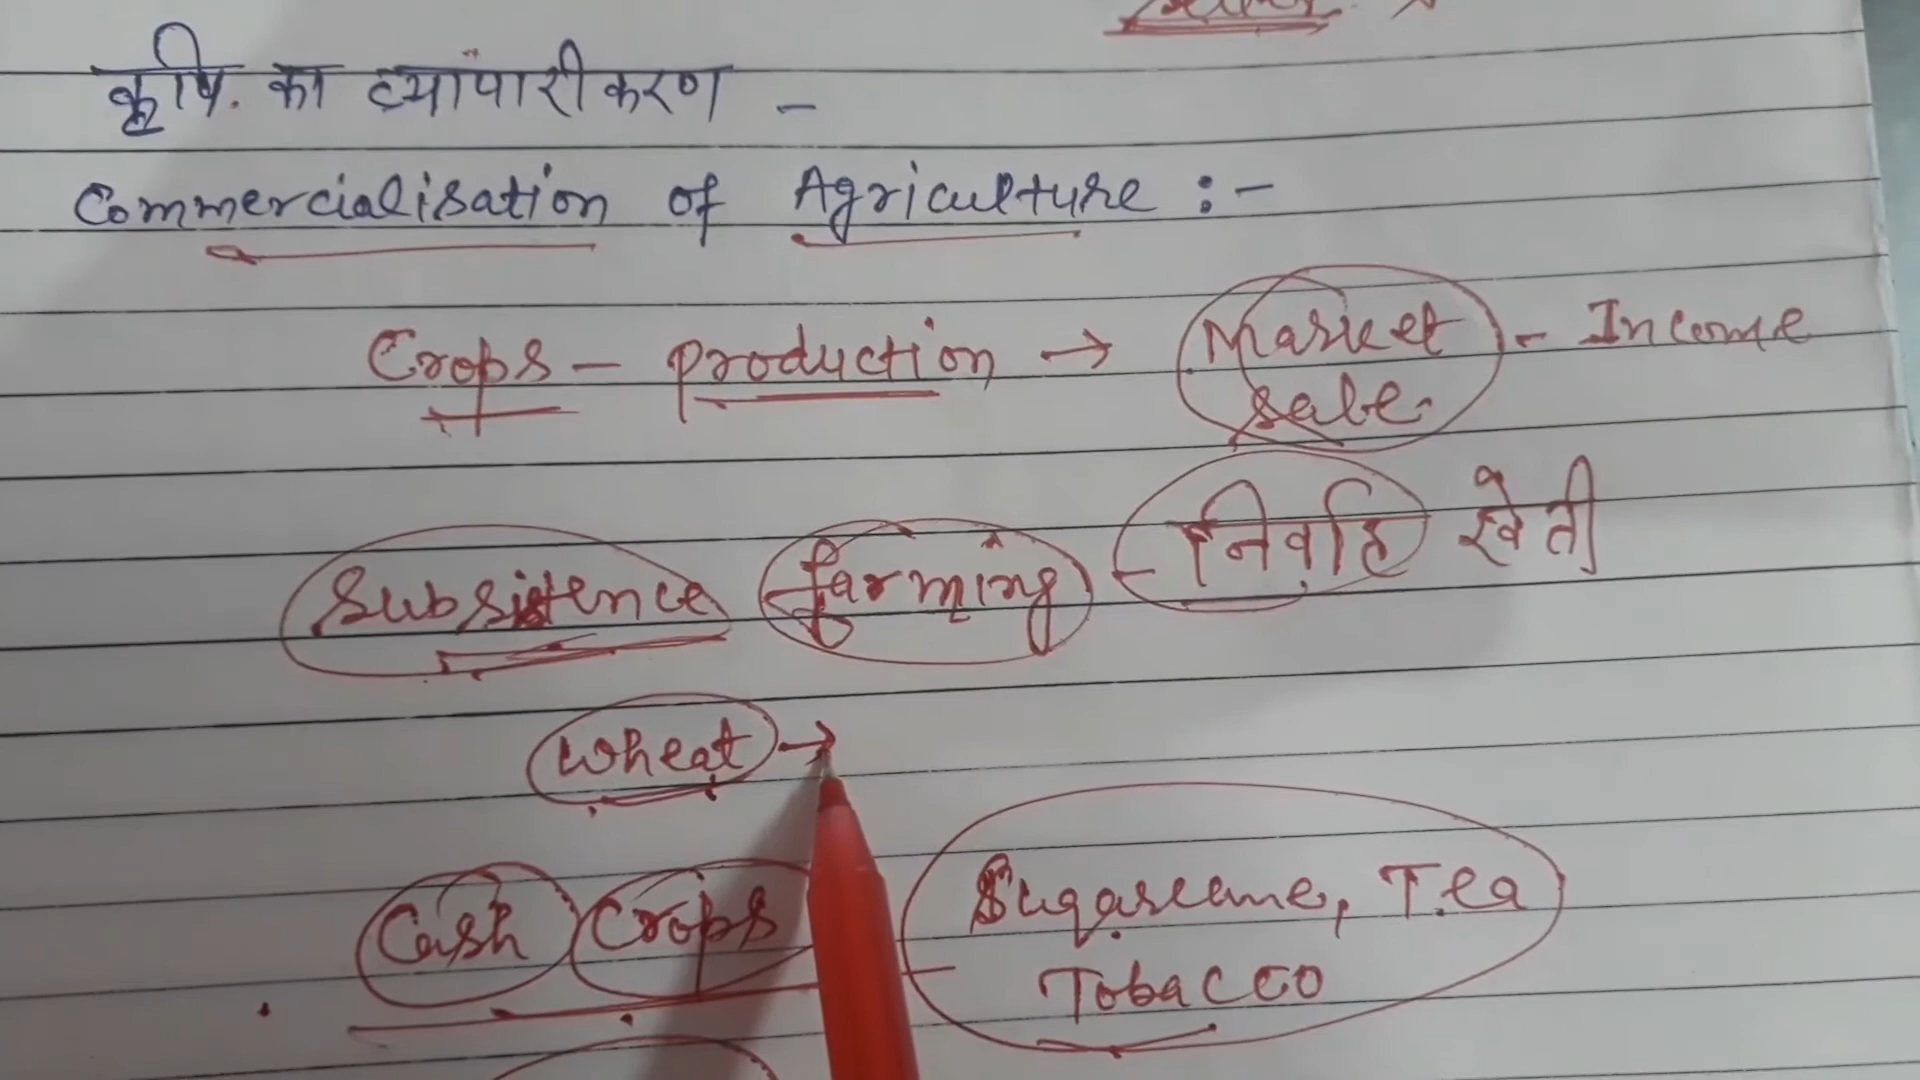 कृषि का व्यापारीकरण -
Commercialisation of Agriculture :-
Crops - production → Market sale. - Income
Subsistence farming - निर्वाह खेती
Wheat →
Cash Crops - Sugarcane, Tea
Tobacco